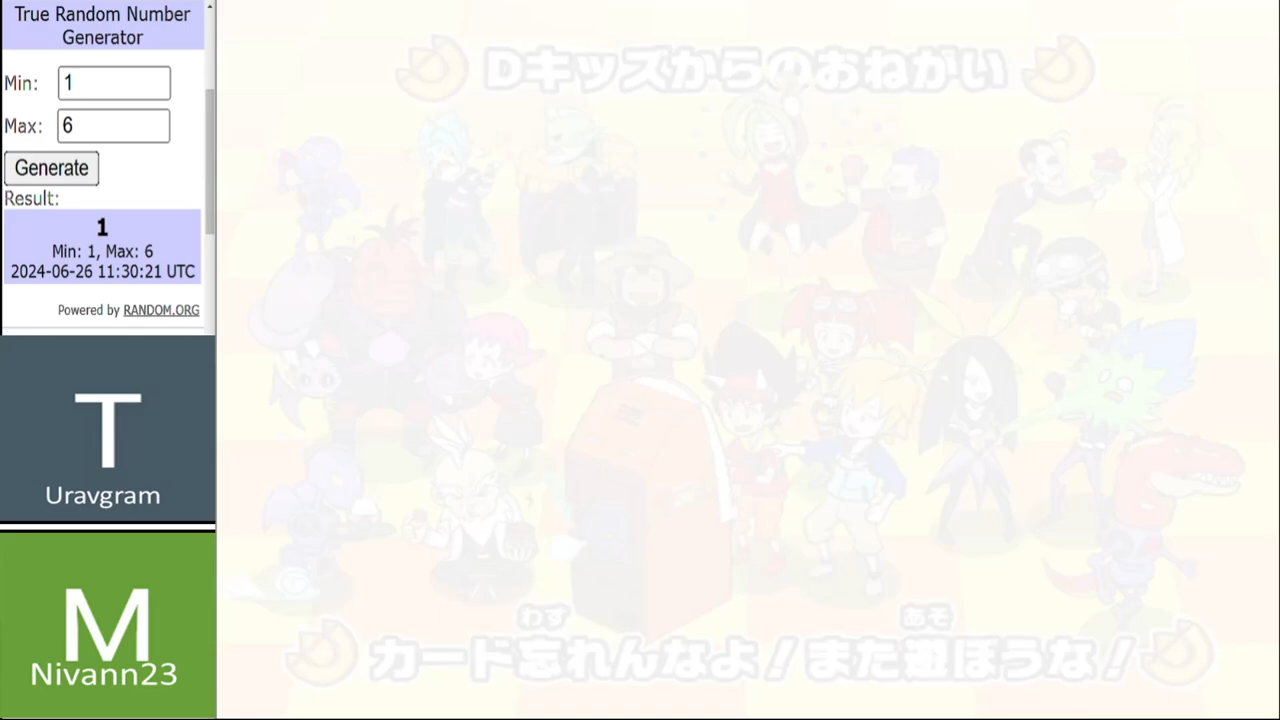 True Random Number
Generator
Min: 1
Max: 6
Generate
Result:
1
Min: 1, Max: 6
2024-06-26 11:30:21 UTC
Powered by RANDOM.ORG
T
Uravgram
M
Nivann23
Dキッズからのおねがい
わす あそ
カード忘れんなよ!また遊ぼうな!